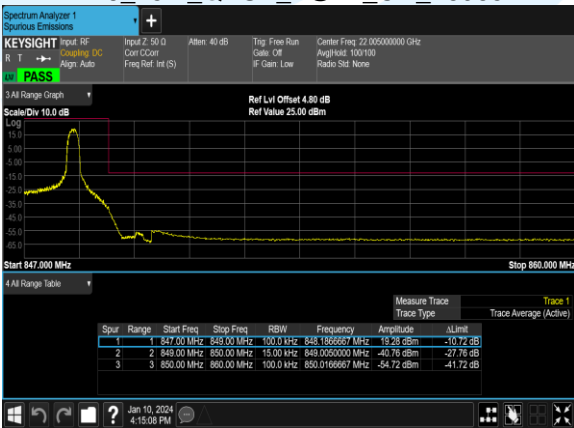 Spectrum Analyzer 1
Spurious Emissions
+
KEYSIGHT Input: RF Input Z: 50 Ω Atten: 40 dB Trig: Free Run Center Freq: 22.005000000 GHz
R T Coupling: DC Corr CCorr Gate: Off Avg|Hold: 100/100
Align: Auto Freq Ref: Int (S) IF Gain: Low Radio Std: None
PASS
3 All Range Graph
Ref Lvl Offset 4.80 dB
Scale/Div 10.0 dB Ref Value 25.00 dBm
Log
15.0
5.00
-5.00
-15.0
-25.0
-35.0
-45.0
-55.0
-65.0
Start 847.000 MHz Stop 860.000 MHz
4 All Range Table
Measure Trace Trace 1
Trace Type Trace Average (Active)
Spur Range Start Freq Stop Freq RBW Frequency Amplitude ΔLimit
1 1 847.00 MHz 849.00 MHz 100.0 kHz 848.1866667 MHz 19.28 dBm -10.72 dB
2 2 849.00 MHz 850.00 MHz 15.00 kHz 849.0050000 MHz -40.76 dBm -27.76 dB
3 3 850.00 MHz 860.00 MHz 100.0 kHz 850.0166667 MHz -54.72 dBm -41.72 dB
? Jan 10, 2024
4:15:08 PM